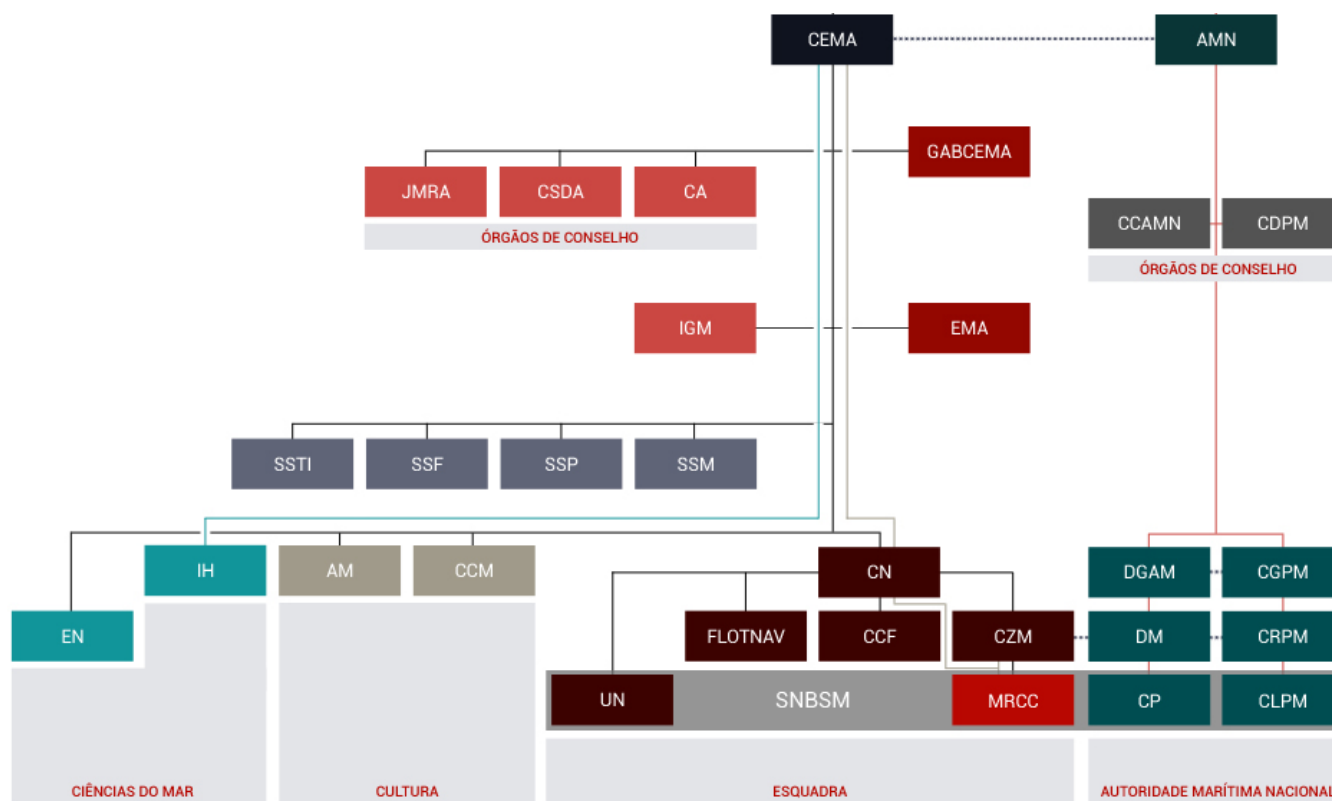 CEMA
AMN
GABCEMA
JMRA
CSDA
CA
ÓRGÃOS DE CONSELHO
CCAMN
CDPM
ÓRGÃOS DE CONSELHO
IGM
EMA
SSTI
SSF
SSP
SSM
IH
AM
CCM
CN
DGAM
CGPM
EN
FLOTNAV
CCF
CZM
DM
CRPM
UN
SNBSM
MRCC
CP
CLPM
CIÊNCIAS DO MAR
CULTURA
ESQUADRA
AUTORIDADE MARÍTIMA NACIONAL